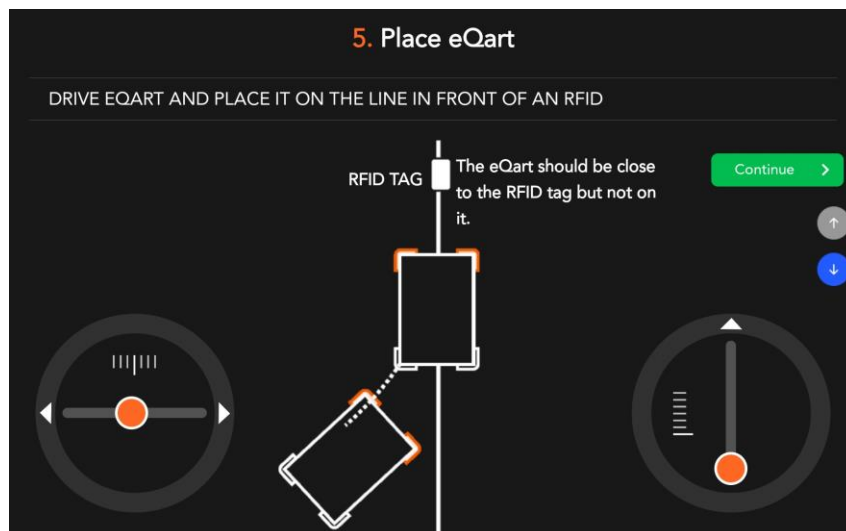 5. Place eQart
DRIVE EQART AND PLACE IT ON THE LINE IN FRONT OF AN RFID
RFID TAG
The eQart should be close
to the RFID tag but not on
it.
Continue